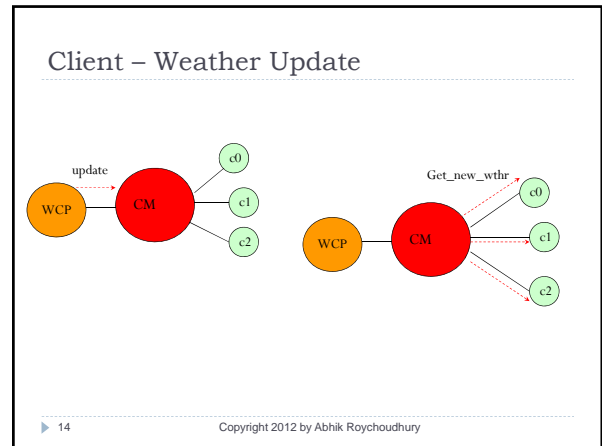 Client – Weather Update
update
WCP
CM
c0
c1
c2
Get_new_wthr
WCP
CM
c0
c1
c2
14
Copyright 2012 by Abhik Roychoudhury